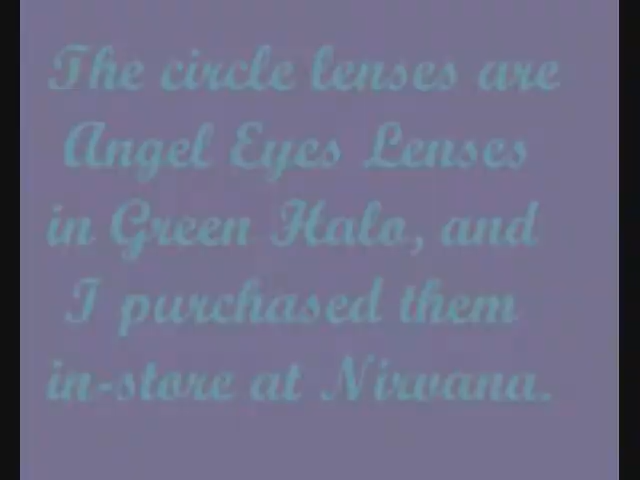 The circle lenses are
Angel Eyes Lenses
in Green Halo, and
I purchased them
in-store at Nirvana.